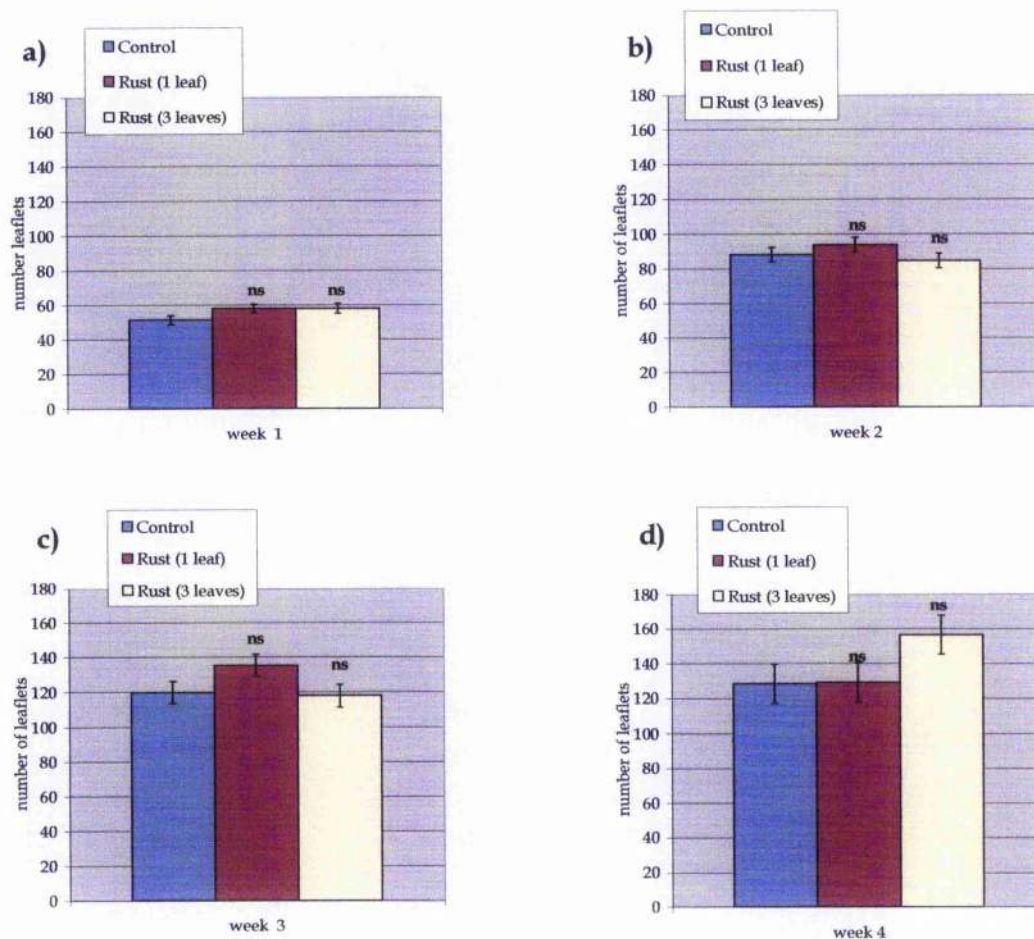 a)
Control
Rust (1 leaf)
Rust (3 leaves)
180
160
140
120
100
80
60
40
20
0
number leaflets
ns
ns
week 1
b)
Control
Rust (1 leaf)
Rust (3 leaves)
180
160
140
120
100
80
60
40
20
0
number of leaflets
ns
ns
week 2
c)
Control
Rust (1 leaf)
Rust (3 leaves)
180
160
140
120
100
80
60
40
20
0
number of leaflets
ns
ns
week 3
d)
Control
Rust (1 leaf)
Rust (3 leaves)
180
160
140
120
100
80
60
40
20
0
number of leaflets
ns
ns
week 4